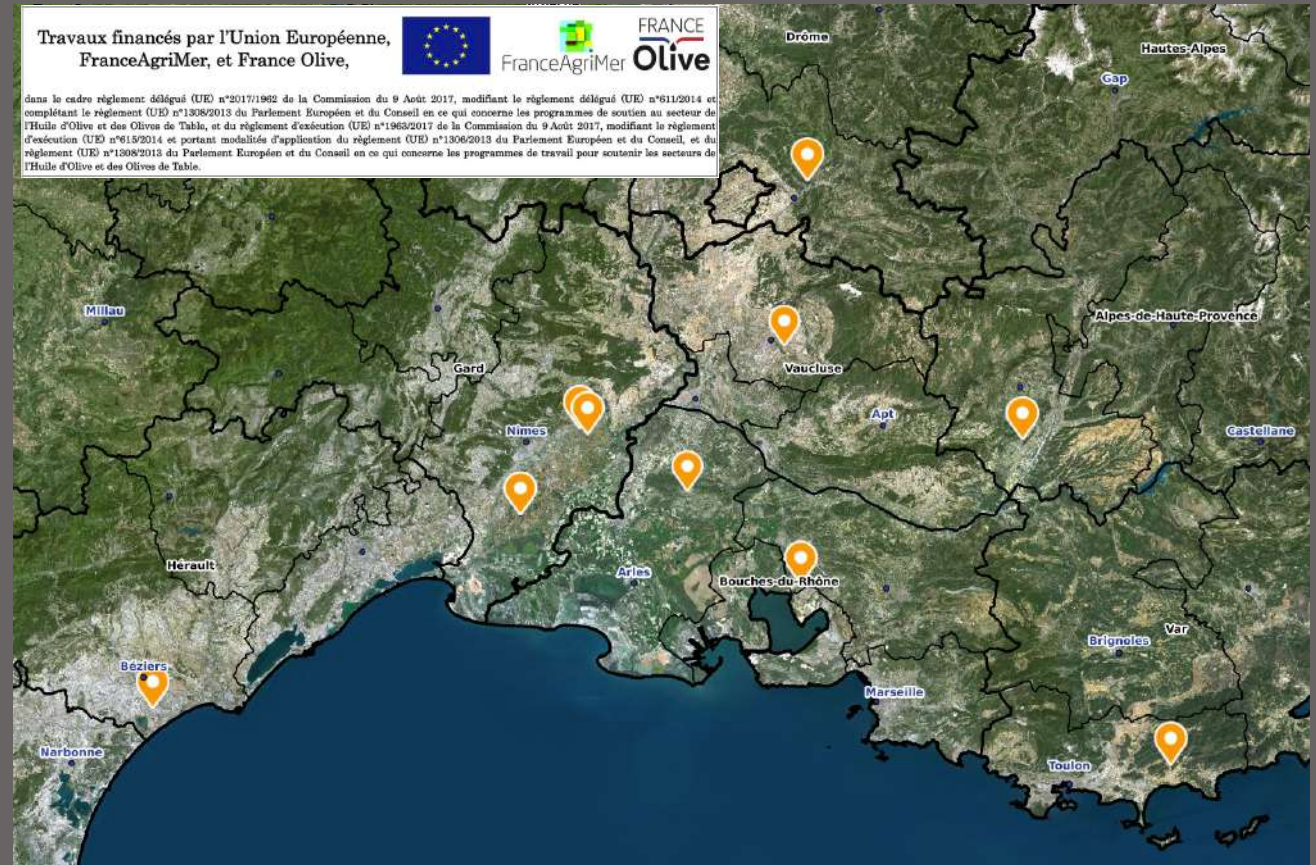 Travaux financés par l'Union Européenne,
FranceAgriMer, et France Olive,
FranceAgriMer
FRANCE
Olive
dans le cadre règlement délégué (UE) n°2017/1962 de la Commission du 9 Août 2017, modifiant le règlement délégué (UE) n°611/2014 et
complétant le règlement (UE) n°1308/2013 du Parlement Européen et du Conseil en ce qui concerne les programmes de soutien au secteur de
l'Huile d'Olive et des Olives de Table, et du règlement d'exécution (UE) n°1963/2017 de la Commission du 9 Août 2017, modifiant le règlement
d'exécution (UE) n°615/2014 et portant modalités d'application du règlement (UE) n°1306/2013 du Parlement Européen et du Conseil, et du
règlement (UE) n°1308/2013 du Parlement Européen et du Conseil en ce qui concerne les programmes de travail pour soutenir les secteurs de
l'Huile d'Olive et des Olives de Table.
Drôme
Hautes-Alpes
Gap
Millau
Alpes-de-Haute-Provence
Gard
Vaucluse
Apt
Nîmes
Castellane
Hérault
Arles
Bouches-du-Rhône
Var
Brignoles
Béziers
Marseille
Narbonne
Toulon